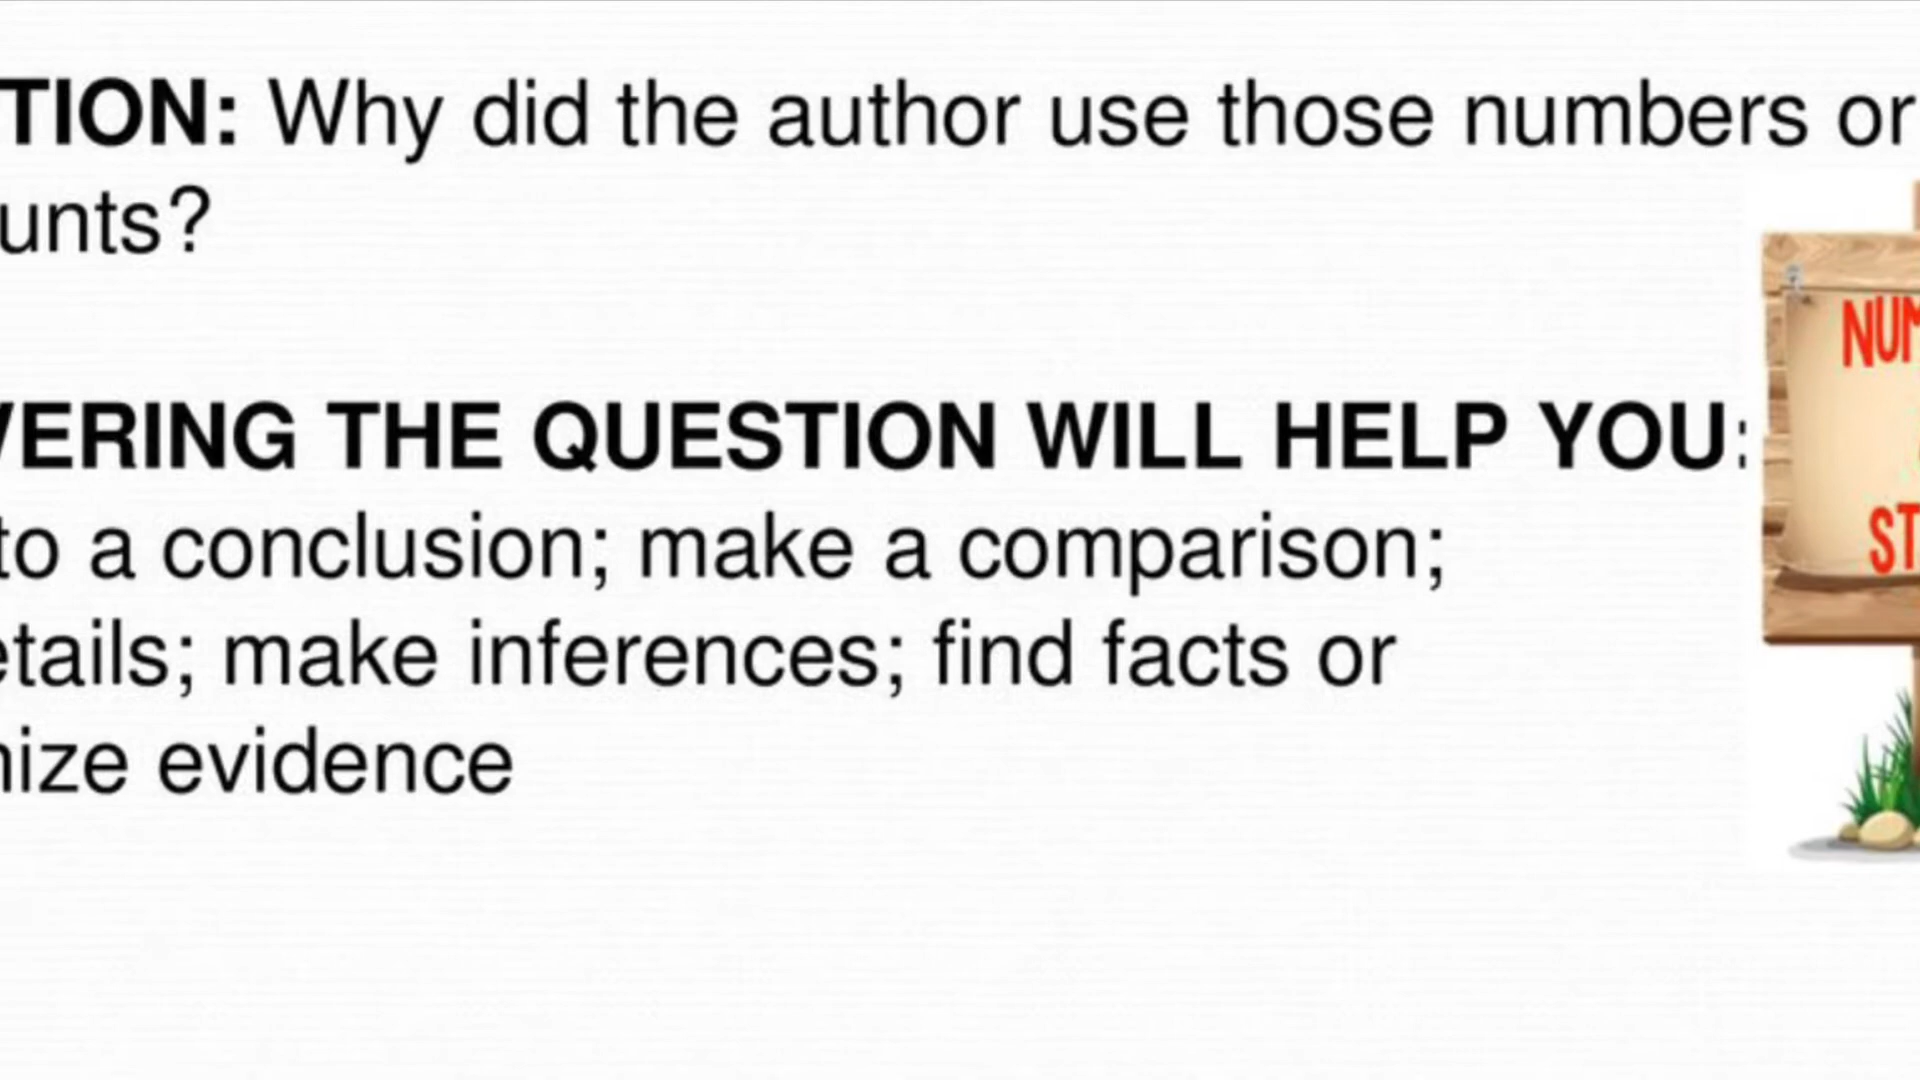 TION: Why did the author use those numbers or
unts?
VERING THE QUESTION WILL HELP YOU:
to a conclusion; make a comparison;
etails; make inferences; find facts or
nize evidence
NUM
ST